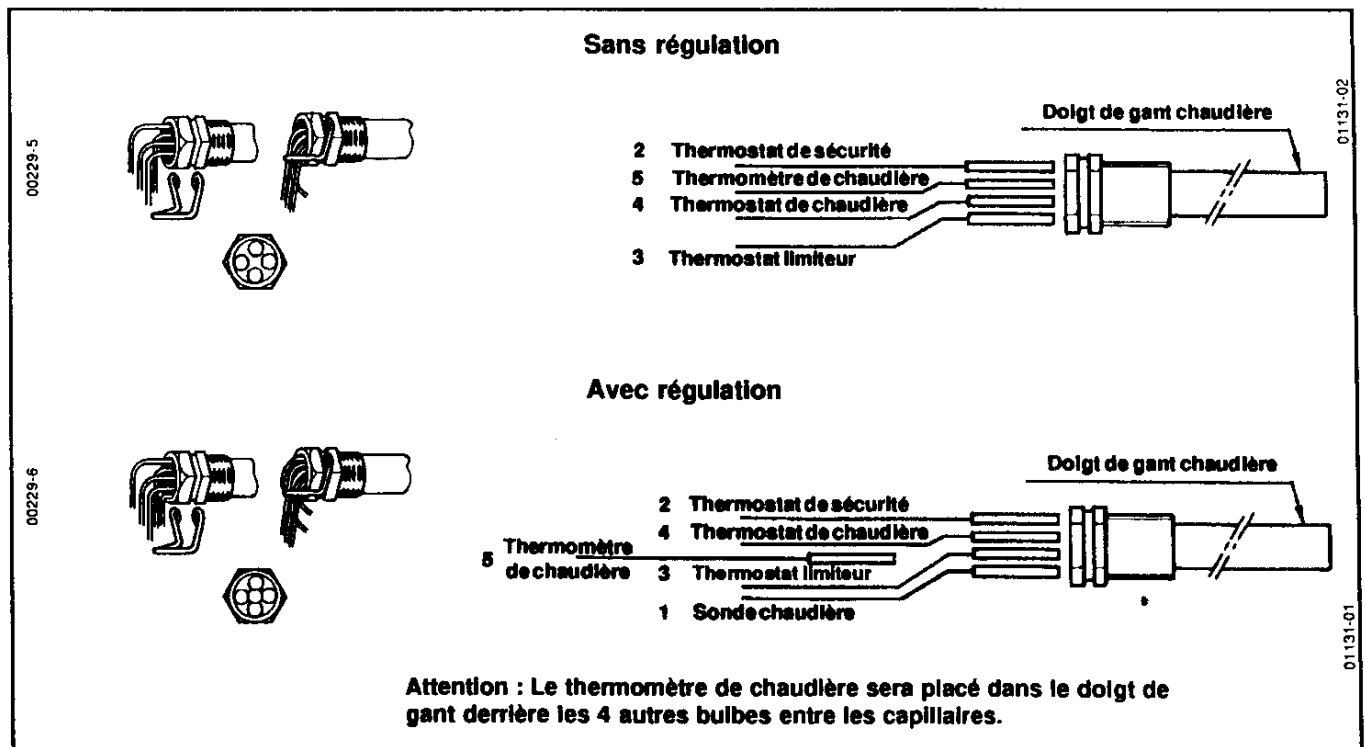 Sans régulation
01131-02
00229-5
Doigt de gant chaudière
2 Thermostat de sécurité
5 Thermomètre de chaudière
4 Thermostat de chaudière
3 Thermostat limiteur
Avec régulation
00229-6
Doigt de gant chaudière
2 Thermostat de sécurité
4 Thermostat de chaudière
5 Thermomètre
de chaudière
3 Thermostat limiteur
1 Sonde chaudière
01131-01
Attention : Le thermomètre de chaudière sera placé dans le doigt de
gant derrière les 4 autres bulbes entre les capillaires.